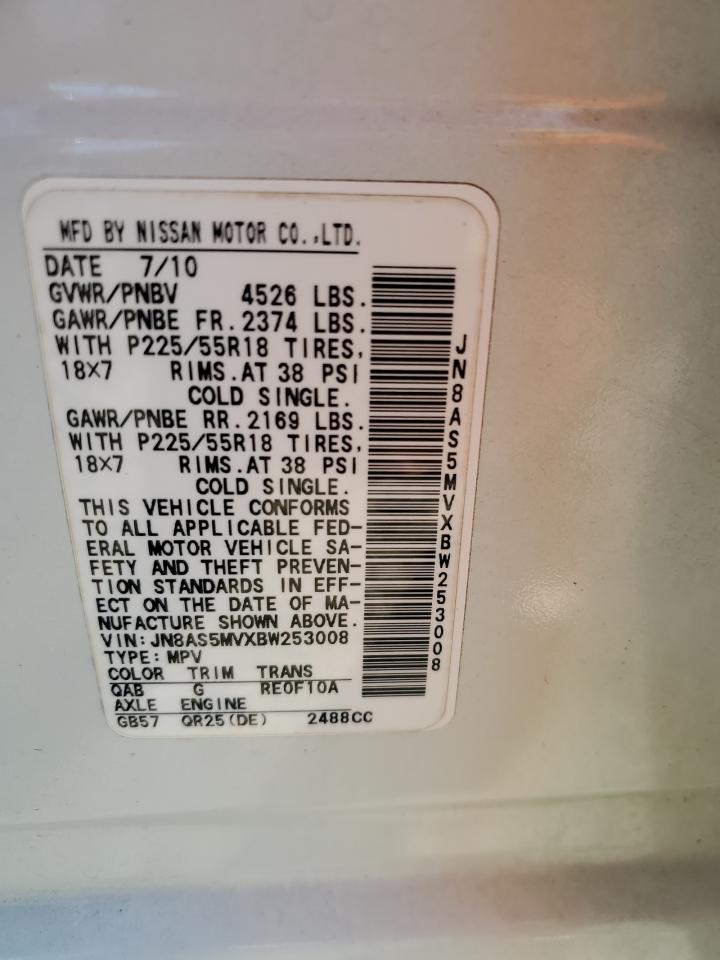 MFD BY NISSAN MOTOR CO.,LTD.
DATE 7/10
GVWR/PNBV 4526 LBS.
GAWR/PNBE FR.2374 LBS.
WITH P225/55R18 TIRES,
18X7 RIMS.AT 38 PSI
COLD SINGLE.
GAWR/PNBE RR.2169 LBS.
WITH P225/55R18 TIRES,
18X7 RIMS.AT 38 PSI
COLD SINGLE.
THIS VEHICLE CONFORMS
TO ALL APPLICABLE FED-
ERAL MOTOR VEHICLE SA-
FETY AND THEFT PREVEN-
TION STANDARDS IN EFF-
ECT ON THE DATE OF MA-
NUFACTURE SHOWN ABOVE.
VIN:JN8AS5MVXBW253008
TYPE:MPV
COLOR TRIM TRANS
QAB G RE0F10A
AXLE ENGINE
GB57 QR25(DE) 2488CC
JN8AS5MVXBW253008